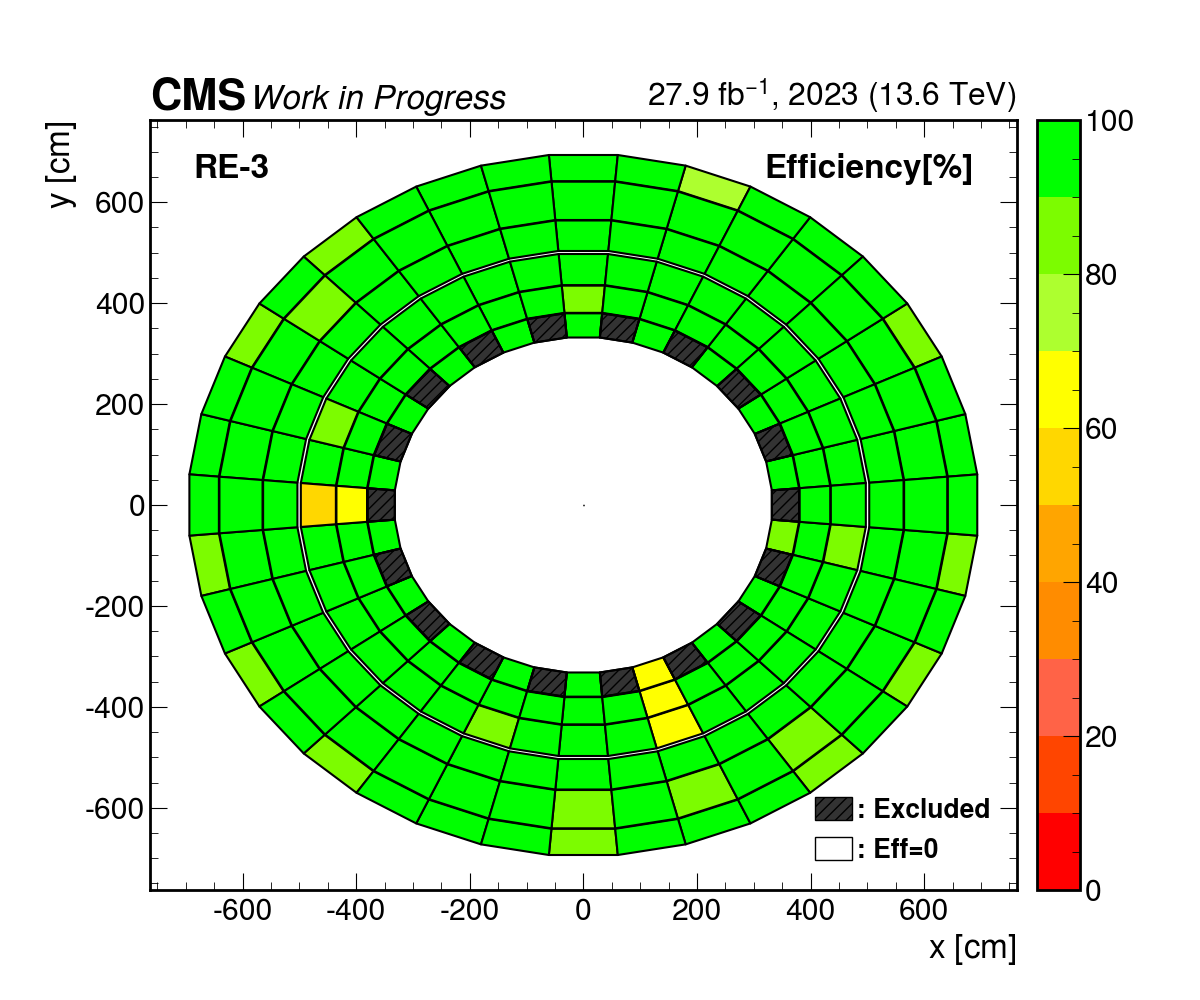 CMS Work in Progress 27.9 fb⁻¹, 2023 (13.6 TeV)
y [cm]
RE-3 Efficiency[%]
600
400
200
0
-200
-400
-600
100
80
60
40
20
0
: Excluded
: Eff=0
-600 -400 -200 0 200 400 600
x [cm]